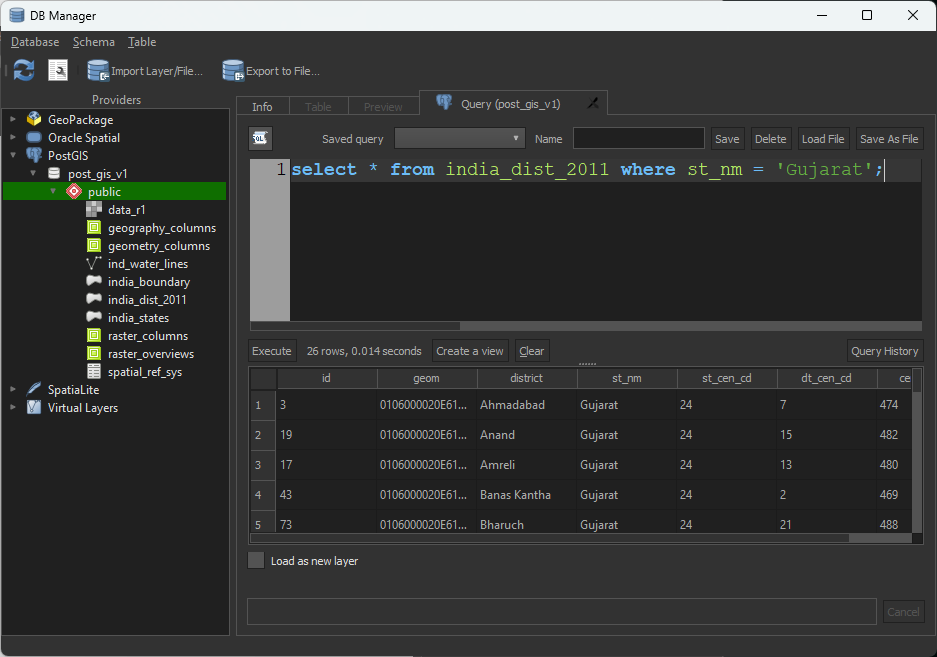 DB Manager
Database Schema Table
Import Layer/File... Export to File...
Providers
GeoPackage
Oracle Spatial
PostGIS
post_gis_v1
public
data_r1
geography_columns
geometry_columns
ind_water_lines
india_boundary
india_dist_2011
india_states
raster_columns
raster_overviews
spatial_ref_sys
SpatiaLite
Virtual Layers
Info Table Preview Query (post_gis_v1)
SQL Saved query Name Save Delete Load File Save As File
1 select * from india_dist_2011 where st_nm = 'Gujarat';
Execute 26 rows, 0.014 seconds Create a view Clear Query History
id geom district st_nm st_cen_cd dt_cen_cd ce
1 3 0106000020E61... Ahmadabad Gujarat 24 7 474
2 19 0106000020E61... Anand Gujarat 24 15 482
3 17 0106000020E61... Amreli Gujarat 24 13 480
4 43 0106000020E61... Banas Kantha Gujarat 24 2 469
5 73 0106000020E61... Bharuch Gujarat 24 21 488
Load as new layer
Cancel